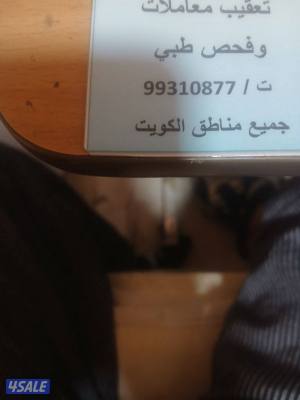 تعقيب معاملات
وفحص طبي
ت / 99310877
جميع مناطق الكويت
4SALE